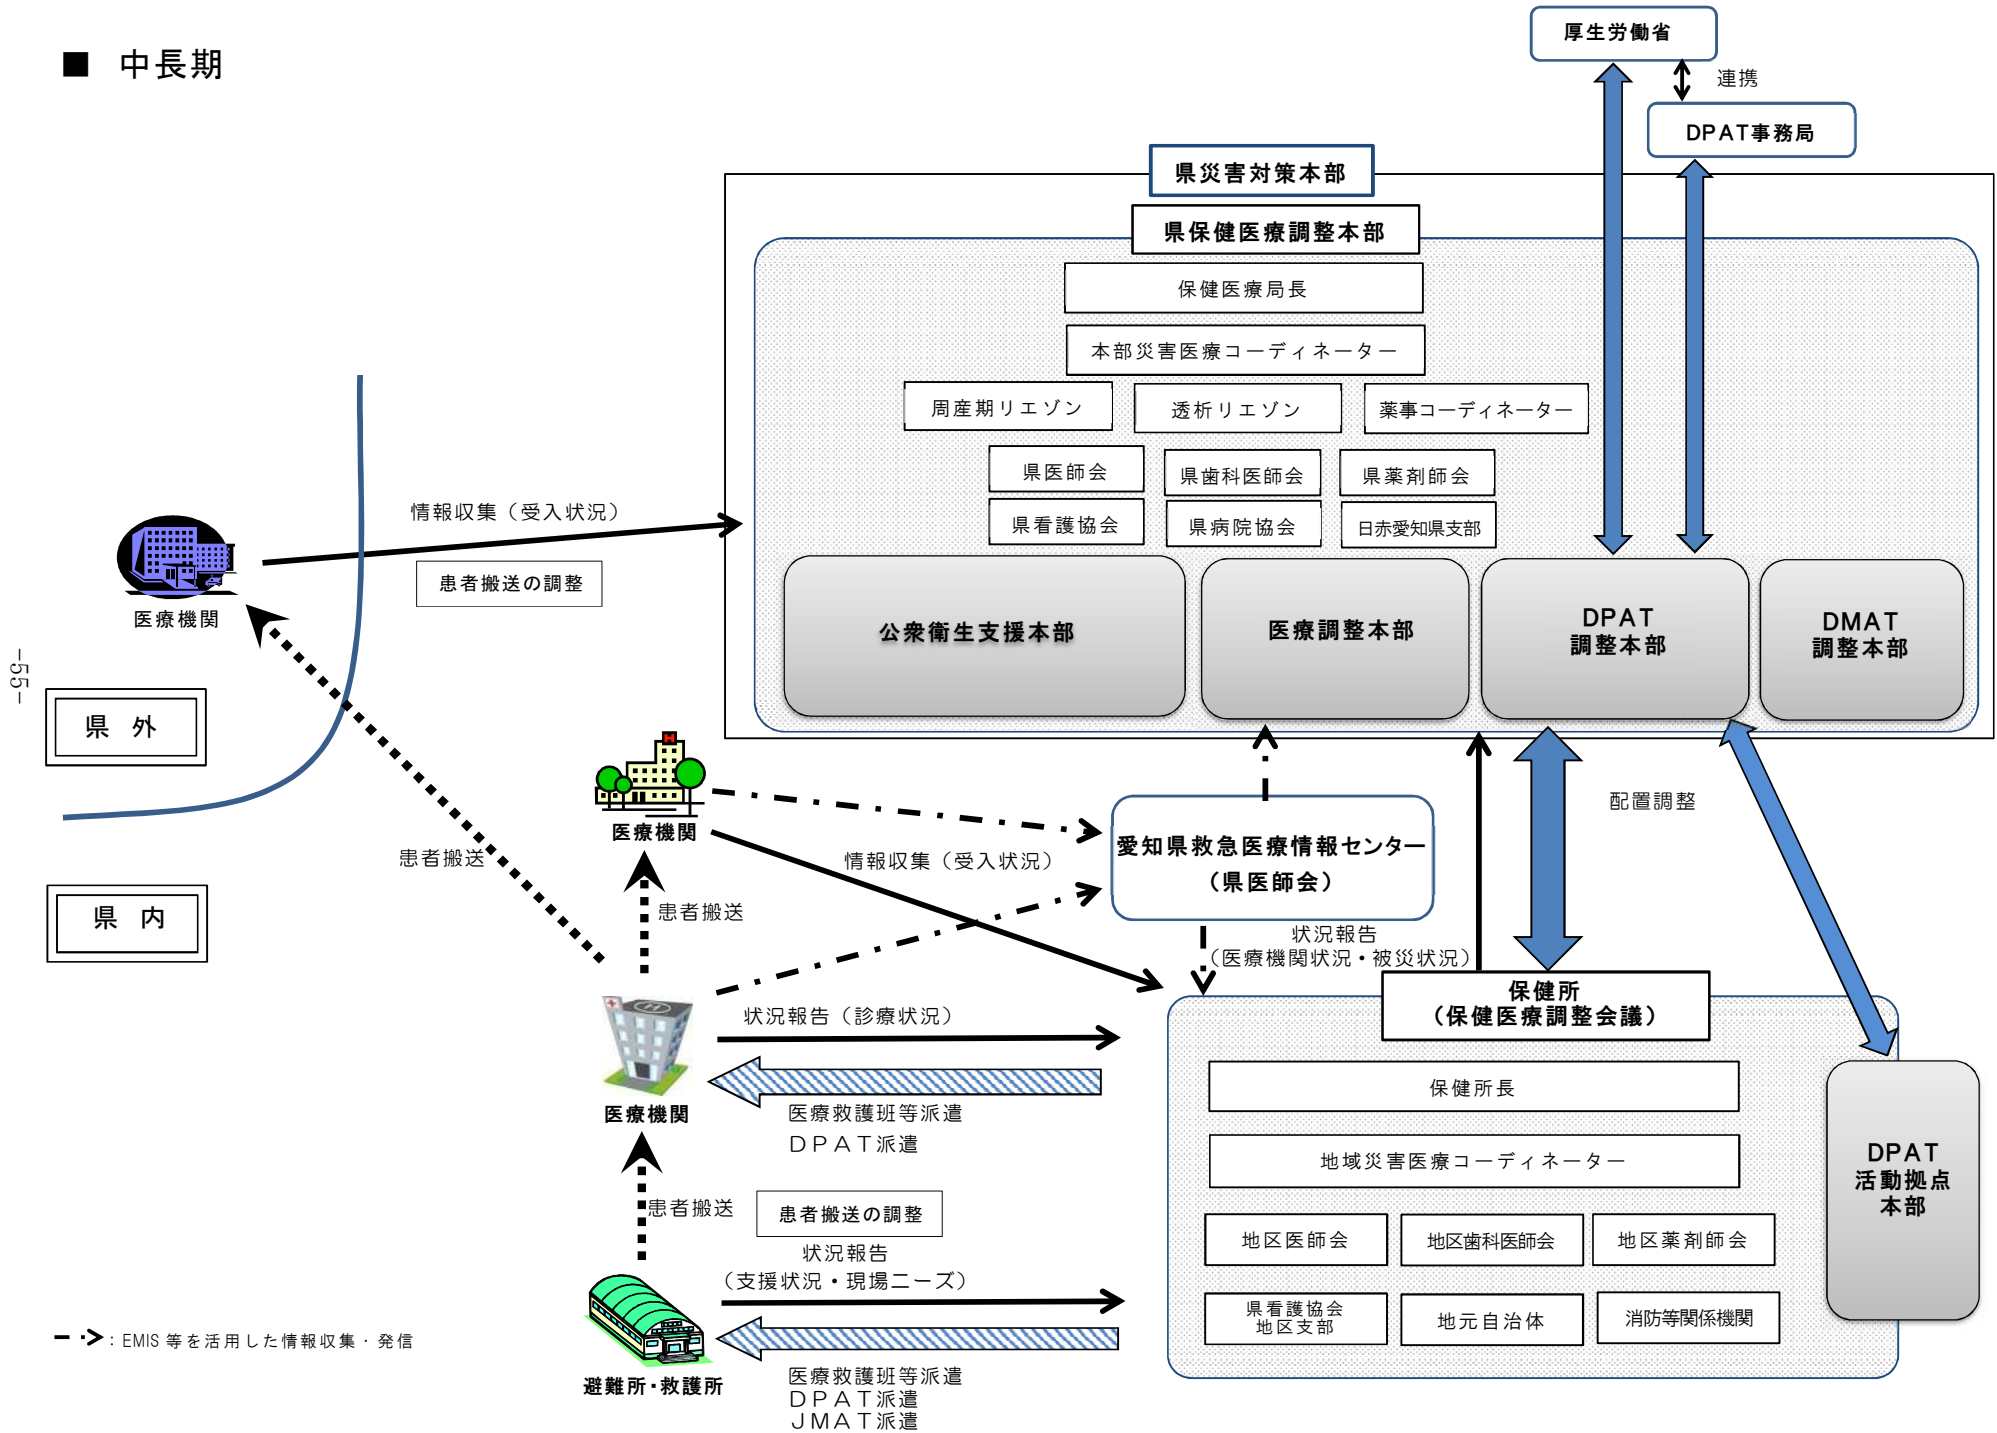 ■ 中長期
厚生労働省
連携
DPAT事務局
県災害対策本部
県保健医療調整本部
保健医療局長
本部災害医療コーディネーター
周産期リエゾン
透析リエゾン
薬事コーディネーター
県医師会
県歯科医師会
県薬剤師会
県看護協会
県病院協会
日赤愛知県支部
公衆衛生支援本部
医療調整本部
DPAT
調整本部
DMAT
調整本部
情報収集（受入状況）
患者搬送の調整
医療機関
県 外
県 内
-55-
患者搬送
医療機関
情報収集（受入状況）
患者搬送
愛知県救急医療情報センター
（県医師会）
配置調整
状況報告
（医療機関状況・被災状況）
保健所
（保健医療調整会議）
保健所長
地域災害医療コーディネーター
地区医師会
地区歯科医師会
地区薬剤師会
県看護協会
地区支部
地元自治体
消防等関係機関
DPAT
活動拠点
本部
状況報告（診療状況）
医療機関
医療救護班等派遣
ＤＰＡＴ派遣
患者搬送
患者搬送の調整
状況報告
（支援状況・現場ニーズ）
避難所・救護所
医療救護班等派遣
ＤＰＡＴ派遣
ＪＭＡＴ派遣
：EMIS 等を活用した情報収集・発信